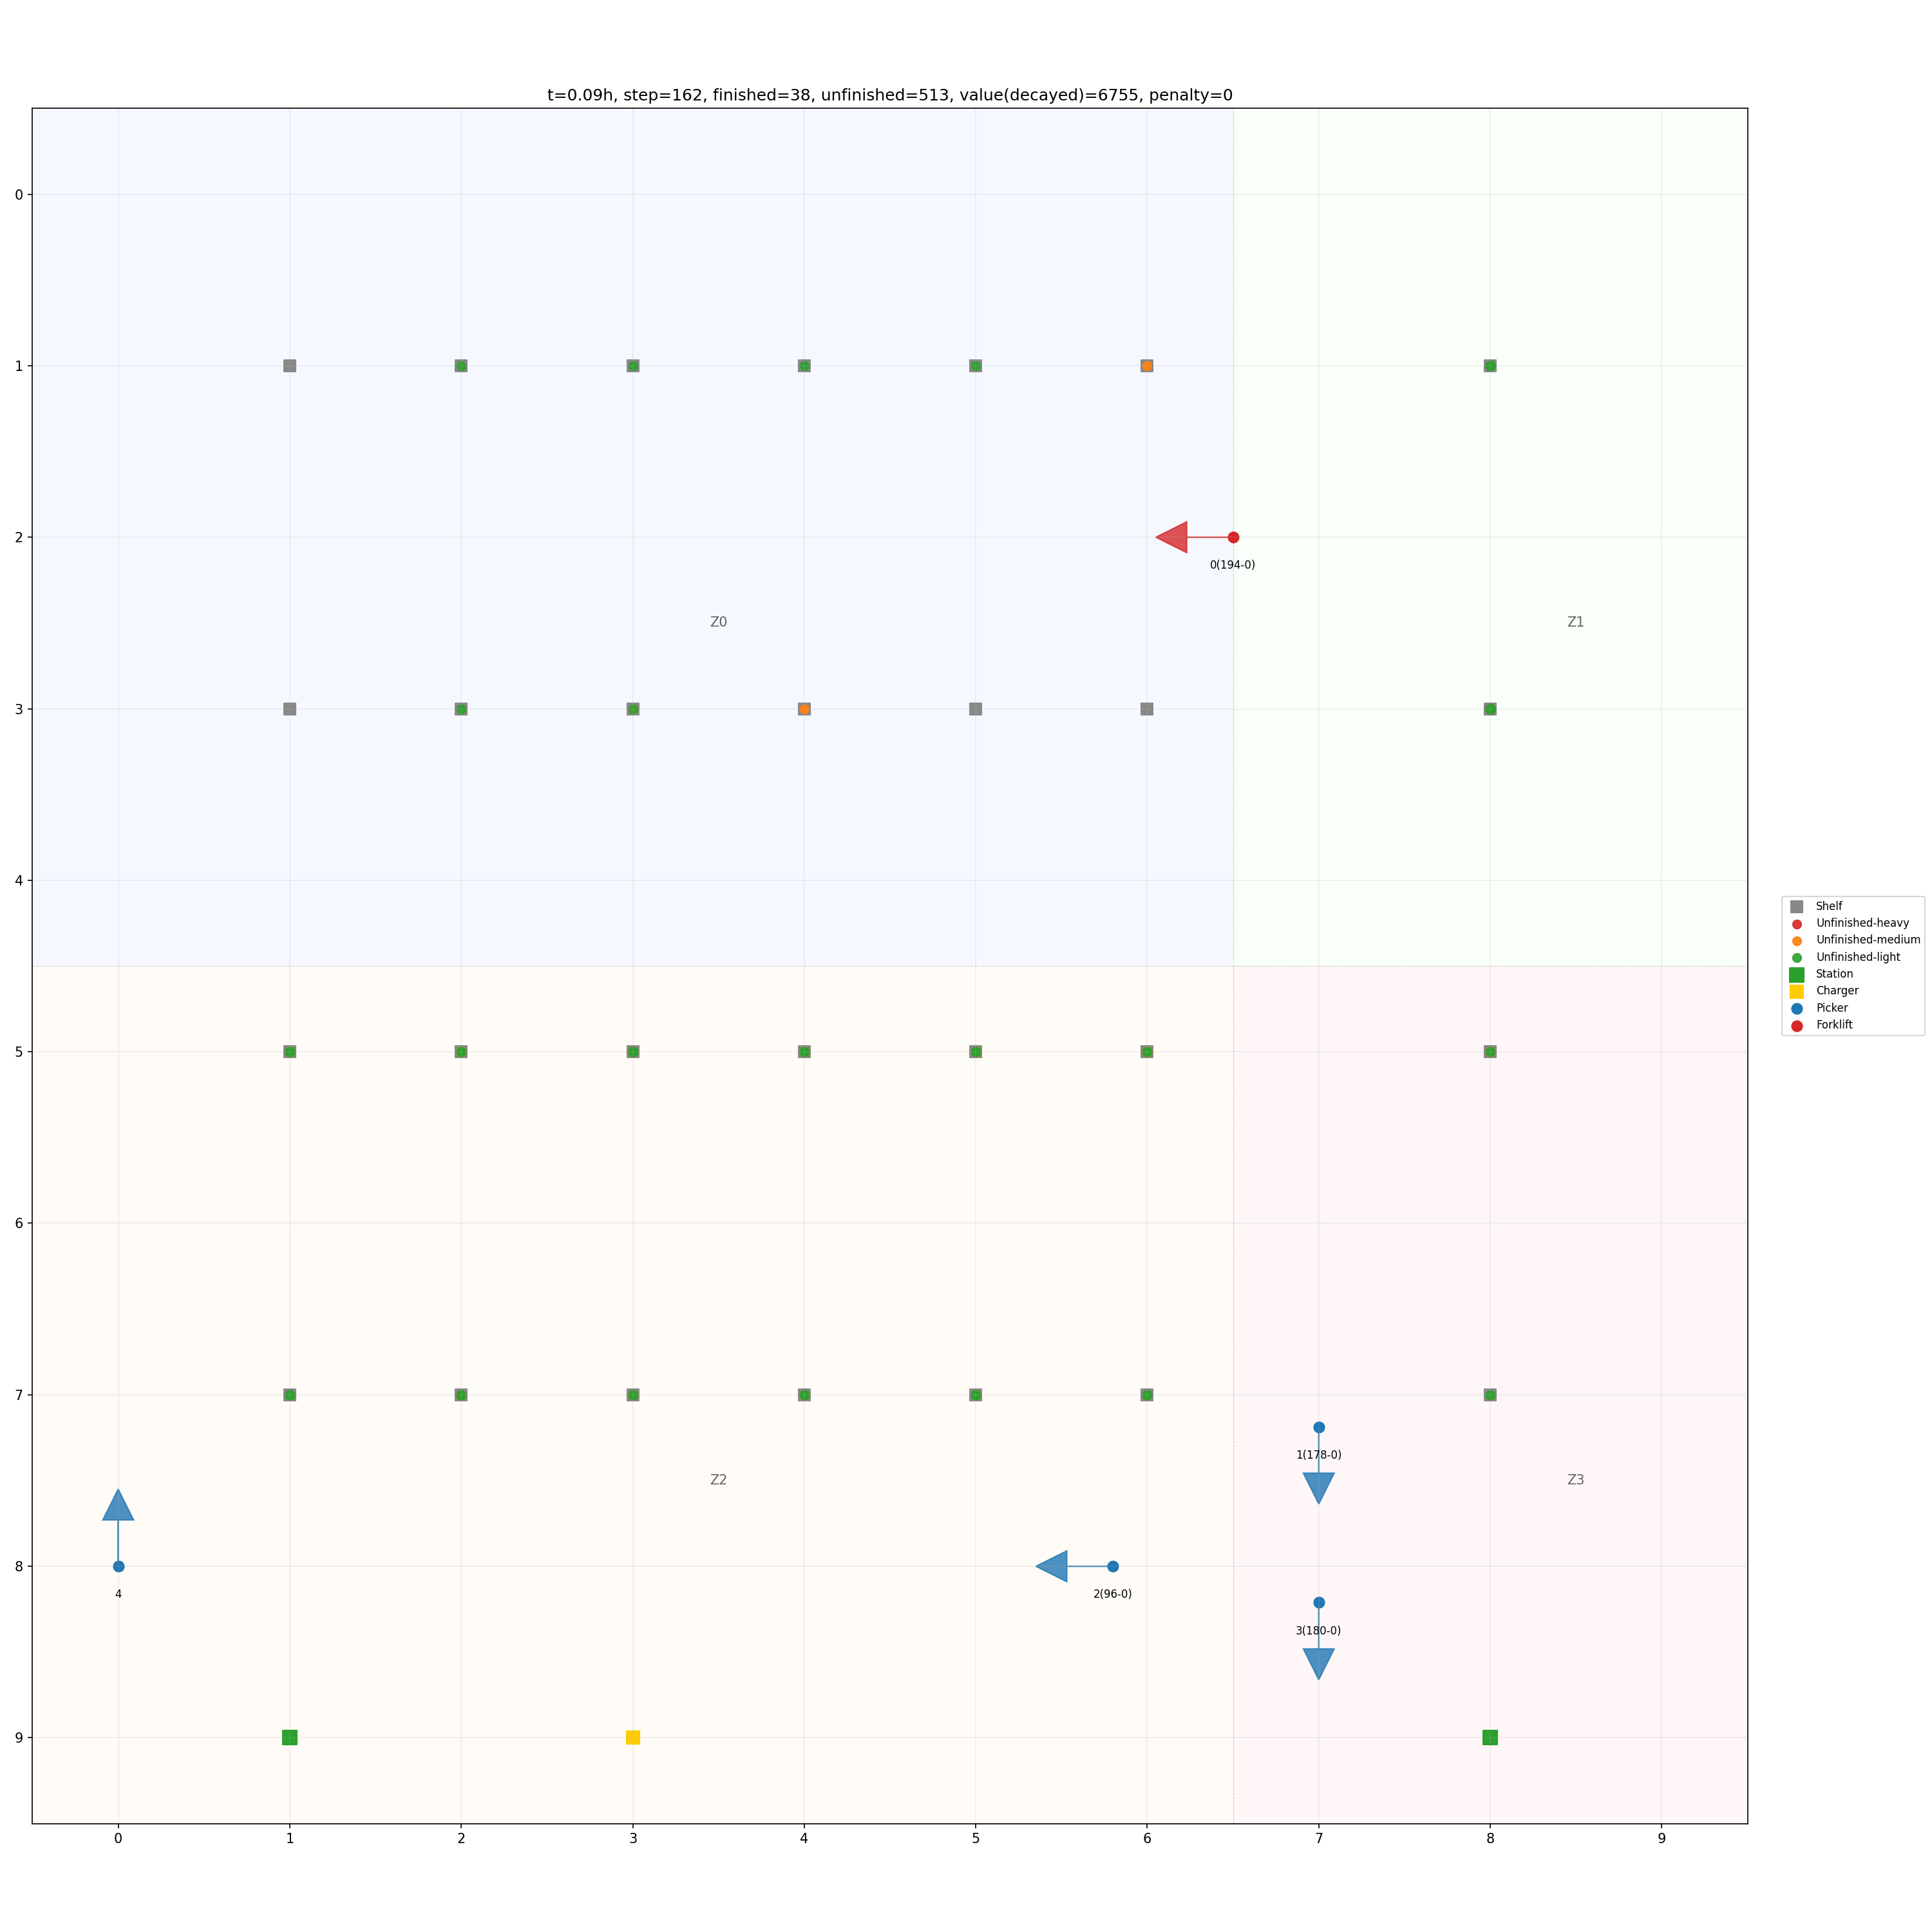 t=0.09h, step=162, finished=38, unfinished=513, value(decayed)=6755, penalty=0
0
1
2
0(194-0)
Z0
Z1
3
4
Shelf
Unfinished-heavy
Unfinished-medium
Unfinished-light
Station
Charger
Picker
Forklift
5
6
7
1(178-0)
Z2
Z3
8
4
2(96-0)
3(180-0)
9
0 1 2 3 4 5 6 7 8 9